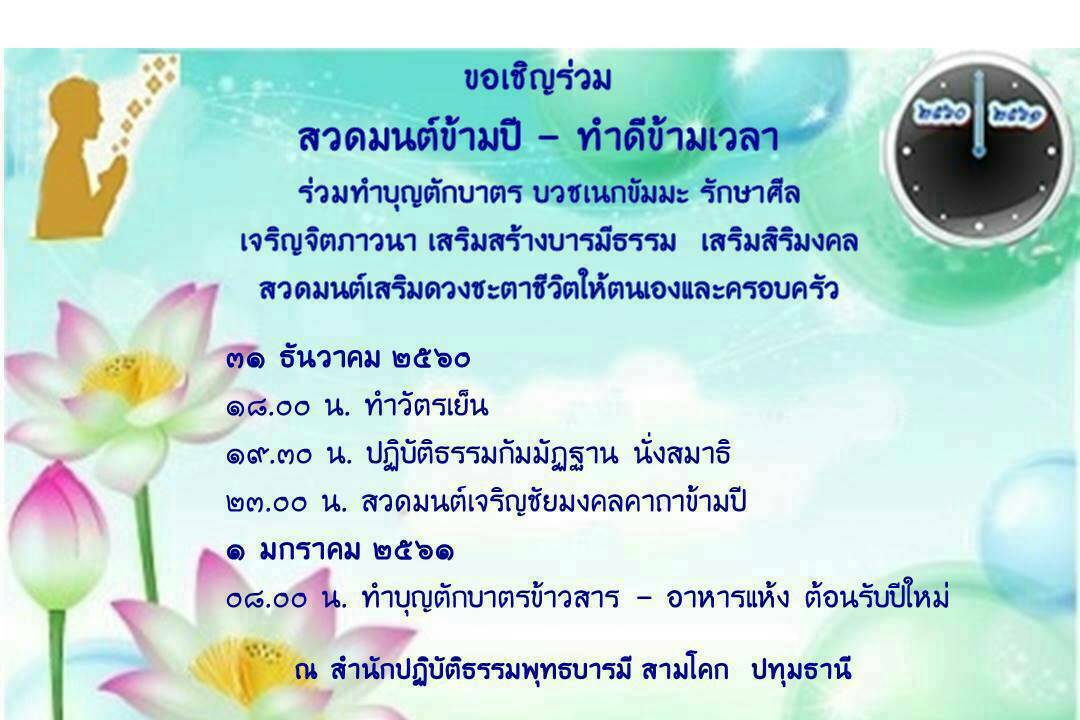 ขอเชิญร่วม
สวดมนต์ข้ามปี – ทำดีข้ามเวลา
๒๕๖๐ ๒๕๖๑
ร่วมทำบุญตักบาตร บวชเนกขัมมะ รักษาศีล
เจริญจิตภาวนา เสริมสร้างบารมีธรรม เสริมสิริมงคล
สวดมนต์เสริมดวงชะตาชีวิตให้ตนเองและครอบครัว
๓๑ ธันวาคม ๒๕๖๐
๑๘.๐๐ น. ทำวัตรเย็น
๑๙.๓๐ น. ปฏิบัติธรรมกัมมัฏฐาน นั่งสมาธิ
๒๓.๐๐ น. สวดมนต์เจริญชัยมงคลคาถาข้ามปี
๑ มกราคม ๒๕๖๑
๐๘.๐๐ น. ทำบุญตักบาตรข้าวสาร – อาหารแห้ง ต้อนรับปีใหม่
ณ สำนักปฏิบัติธรรมพุทธบารมี สามโคก ปทุมธานี